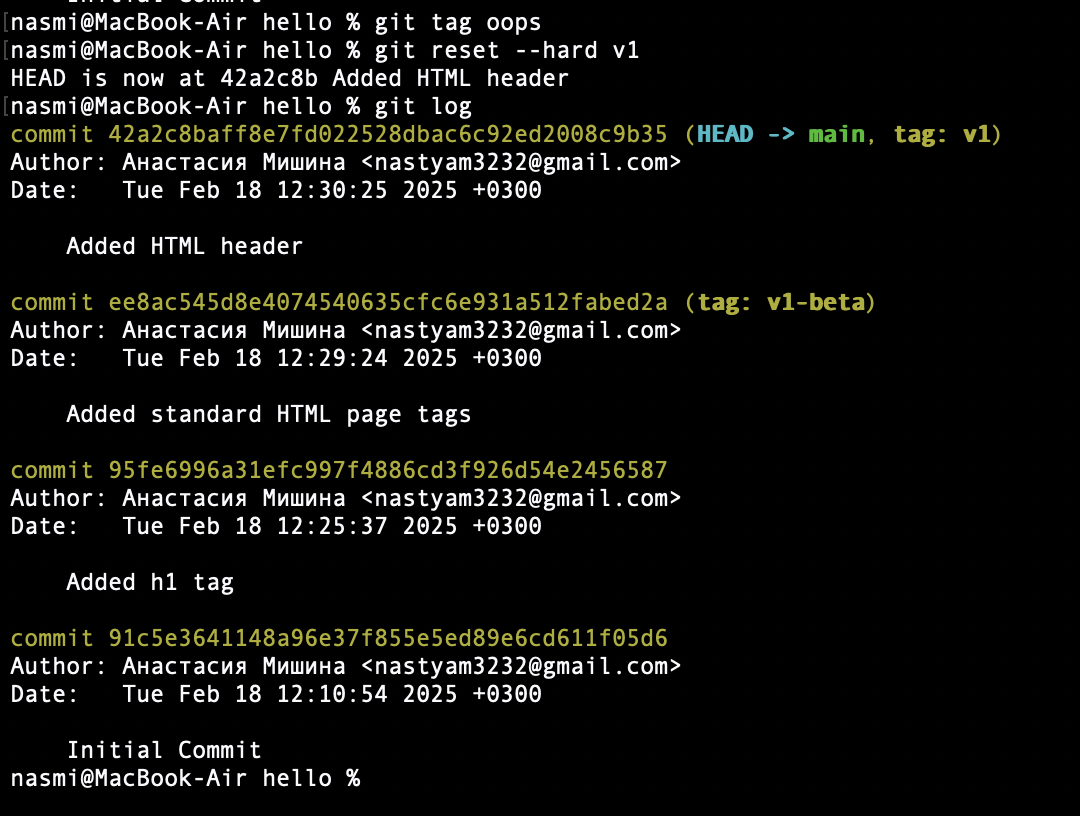 Initial Commit
[nasmi@MacBook-Air hello % git tag oops
[nasmi@MacBook-Air hello % git reset --hard v1
HEAD is now at 42a2c8b Added HTML header
[nasmi@MacBook-Air hello % git log
commit 42a2c8baff8e7fd022528dbac6c92ed2008c9b35 (HEAD -> main, tag: v1)
Author: Анастасия Мишина <nastyam3232@gmail.com>
Date:   Tue Feb 18 12:30:25 2025 +0300
    Added HTML header
commit ee8ac545d8e4074540635cfc6e931a512fabed2a (tag: v1-beta)
Author: Анастасия Мишина <nastyam3232@gmail.com>
Date:   Tue Feb 18 12:29:24 2025 +0300
    Added standard HTML page tags
commit 95fe6996a31efc997f4886cd3f926d54e2456587
Author: Анастасия Мишина <nastyam3232@gmail.com>
Date:   Tue Feb 18 12:25:37 2025 +0300
    Added h1 tag
commit 91c5e3641148a96e37f855e5ed89e6cd611f05d6
Author: Анастасия Мишина <nastyam3232@gmail.com>
Date:   Tue Feb 18 12:10:54 2025 +0300
    Initial Commit
nasmi@MacBook-Air hello %